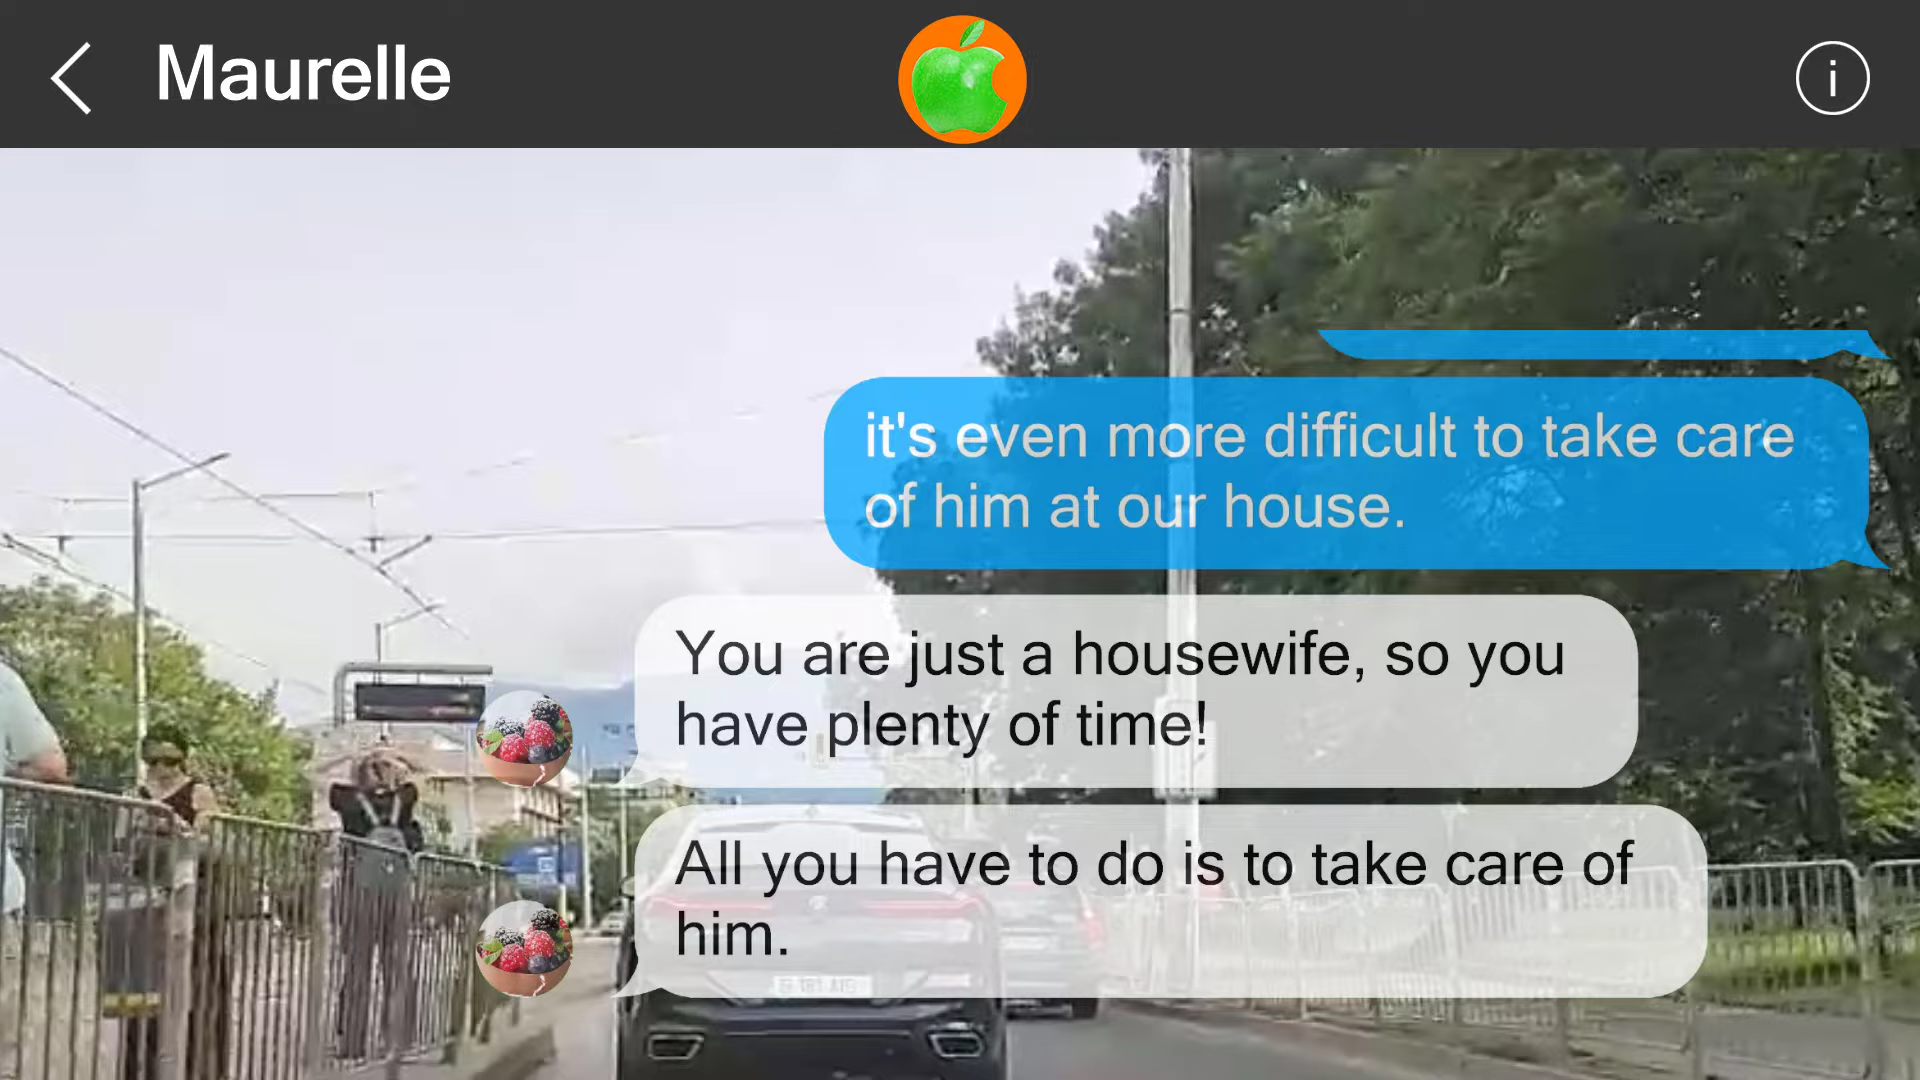 Maurelle
it's even more difficult to take care
of him at our house.
You are just a housewife, so you
have plenty of time!
All you have to do is to take care of
him.